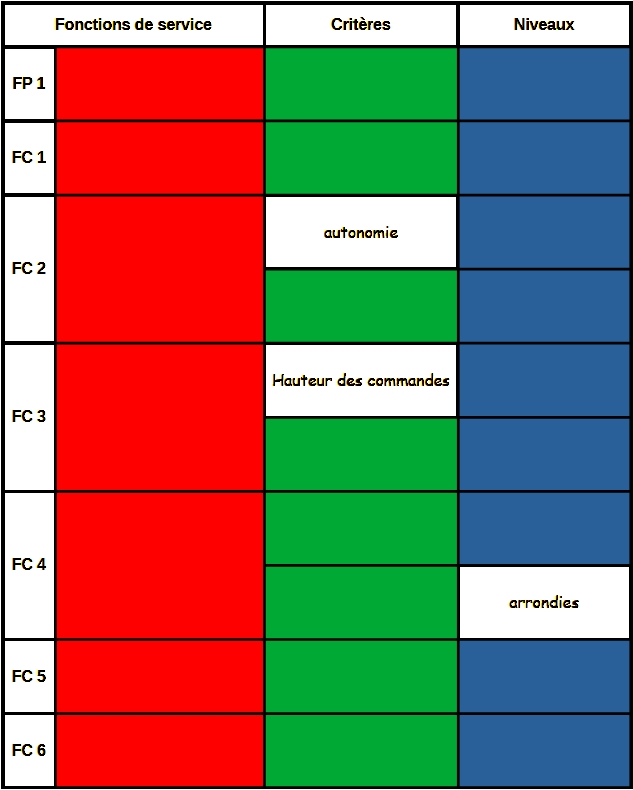 Fonctions de service
Critères
Niveaux
FP 1
FC 1
FC 2
autonomie
FC 3
Hauteur des commandes
FC 4
arrondies
FC 5
FC 6